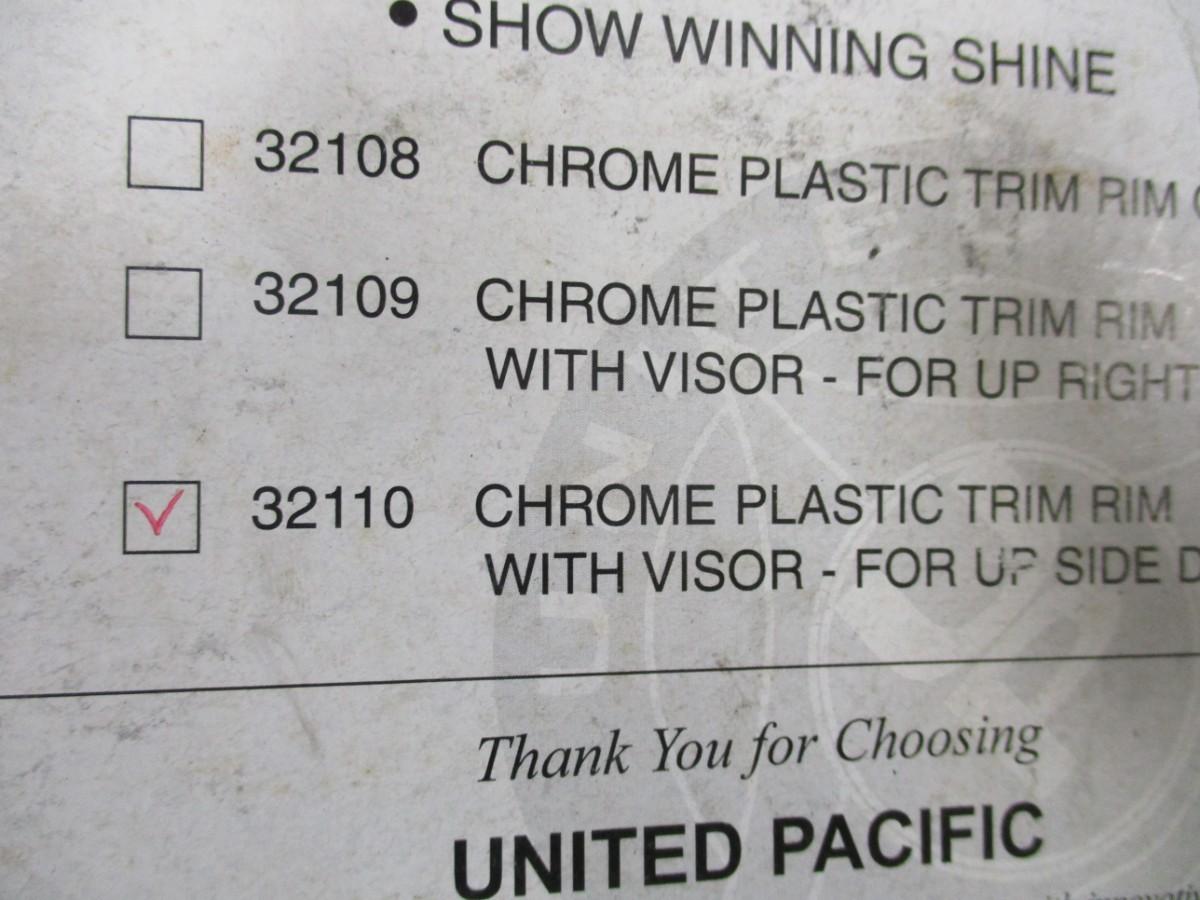 • SHOW WINNING SHINE
32108 CHROME PLASTIC TRIM RIM
32109 CHROME PLASTIC TRIM RIM
WITH VISOR - FOR UP RIGHT
32110 CHROME PLASTIC TRIM RIM
WITH VISOR - FOR UP SIDE D
Thank You for Choosing
UNITED PACIFIC